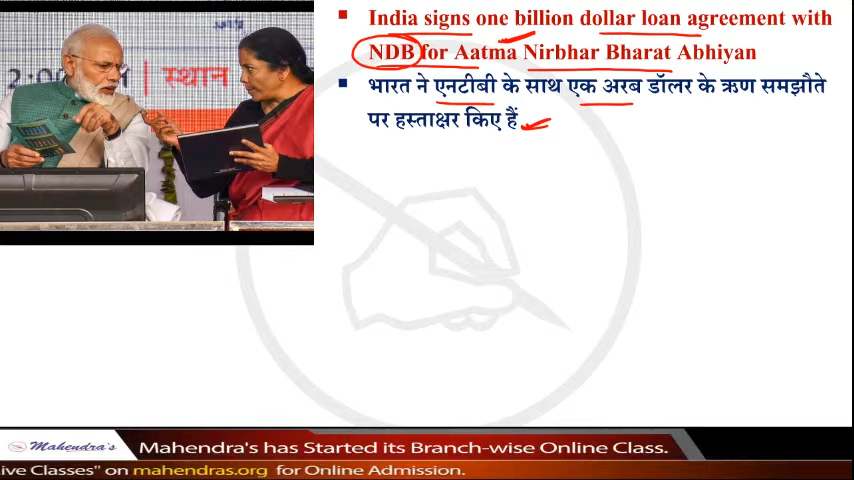 India signs one billion dollar loan agreement with
NDB for Aatma Nirbhar Bharat Abhiyan
भारत ने एनटीबी के साथ एक अरब डॉलर के ऋण समझौते
पर हस्ताक्षर किए हैं
स्थान
Mahendra's
Mahendra's has Started its Branch-wise Online Class.
ive Classes" on mahendras.org for Online Admission.